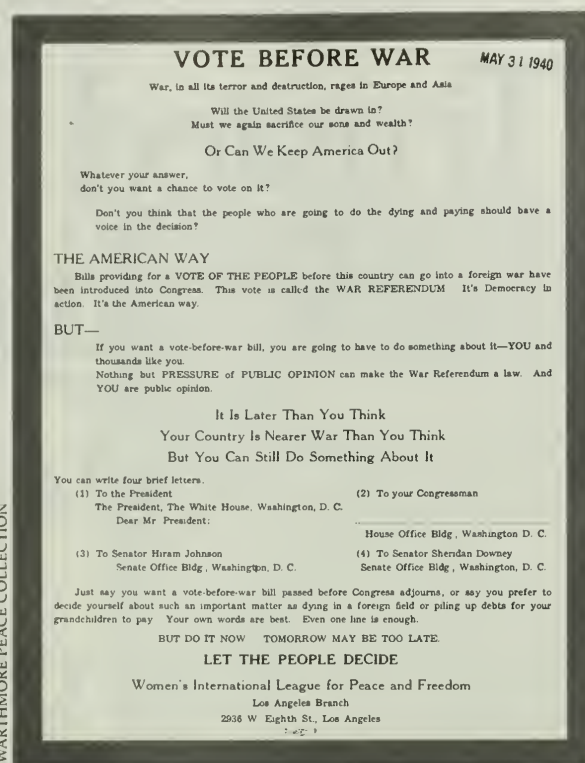 VOTE BEFORE WAR
MAY 31 1940
War, in all its terror and destruction, rages in Europe and Asia
Will the United States be drawn in?
Must we again sacrifice our sons and wealth?
Or Can We Keep America Out?
Whatever your answer,
don't you want a chance to vote on it?
Don't you think that the people who are going to do the dying and paying should have a
voice in the decision?
THE AMERICAN WAY
Bills providing for a VOTE OF THE PEOPLE before this country can go into a foreign war have
been introduced into Congress. This vote is called the WAR REFERENDUM It's Democracy in
action. It's the American way.
BUT—
If you want a vote-before-war bill, you are going to have to do something about it—YOU and
thousands like you.
Nothing but PRESSURE of PUBLIC OPINION can make the War Referendum a law. And
YOU are public opinion.
It Is Later Than You Think
Your Country Is Nearer War Than You Think
But You Can Still Do Something About It
You can write four brief letters.
(1) To the President
The President, The White House, Washington, D. C.
Dear Mr President:
(2) To your Congressman
House Office Bldg, Washington D. C.
(3) To Senator Hiram Johnson
Senate Office Bldg, Washington, D. C.
(4) To Senator Sheridan Downey
Senate Office Bldg, Washington, D. C.
Just say you want a vote-before-war bill passed before Congress adjourns, or say you prefer to
decide yourself about such an important matter as dying in a foreign field or piling up debts for your
grandchildren to pay Your own words are best. Even one line is enough.
BUT DO IT NOW TOMORROW MAY BE TOO LATE.
LET THE PEOPLE DECIDE
Women's International League for Peace and Freedom
Los Angeles Branch
2936 W Eighth St., Los Angeles
WARTHMORE PEACE COLLECTION